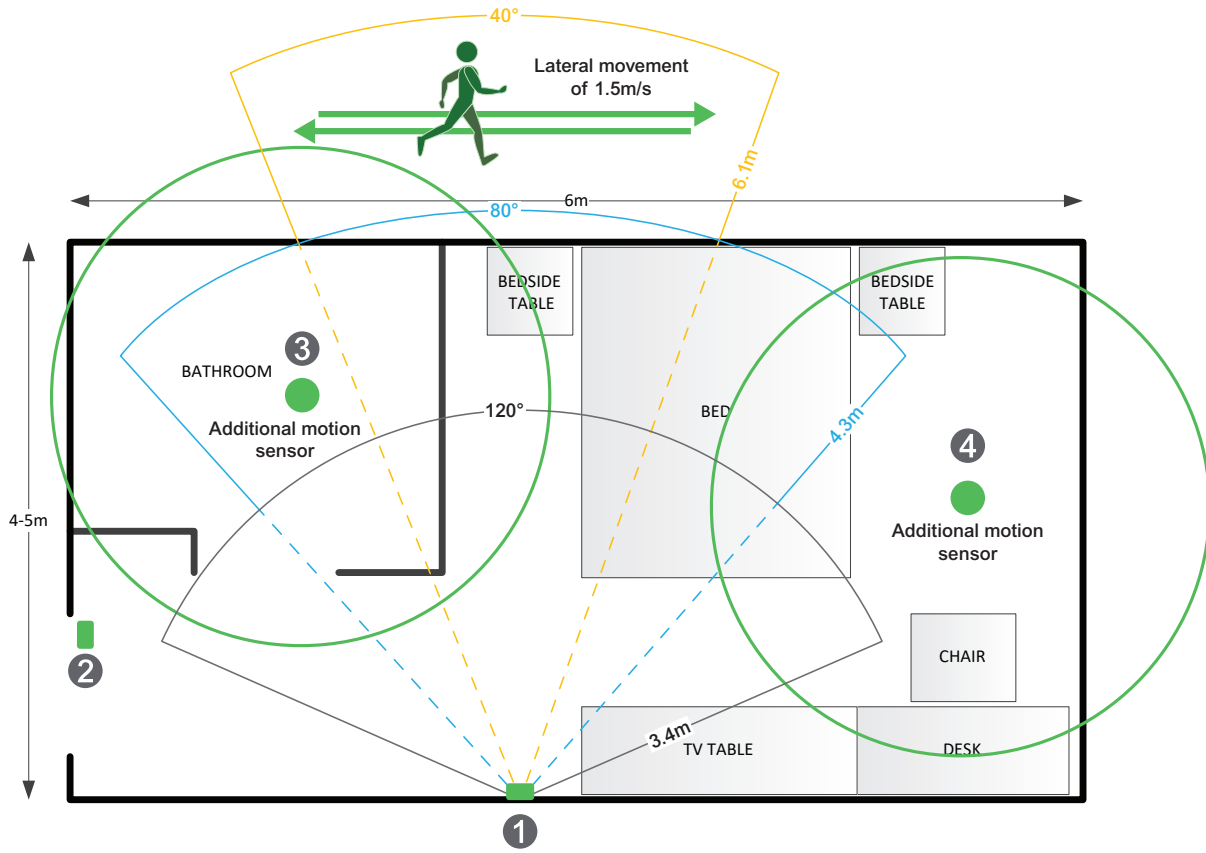 40°
Lateral movement
of 1.5m/s
6.1m
6m
80°
BEDSIDE
TABLE
BEDSIDE
TABLE
3
BATHROOM
Additional motion
sensor
120°
BED
4.3m
4
Additional motion
sensor
4-5m
2
CHAIR
3.4m
TV TABLE
DESK
1